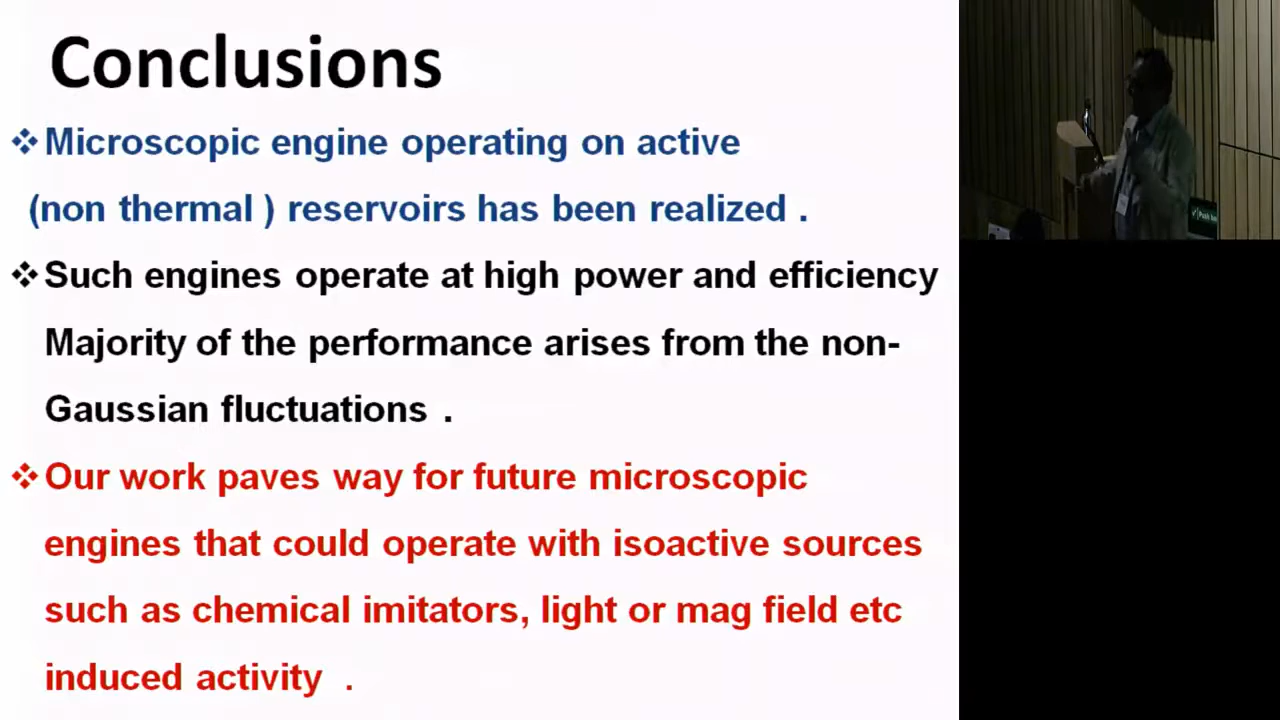 Conclusions
❖Microscopic engine operating on active
(non thermal ) reservoirs has been realized .
❖Such engines operate at high power and efficiency
Majority of the performance arises from the non-
Gaussian fluctuations .
❖Our work paves way for future microscopic
engines that could operate with isoactive sources
such as chemical imitators, light or mag field etc
induced activity .
Push